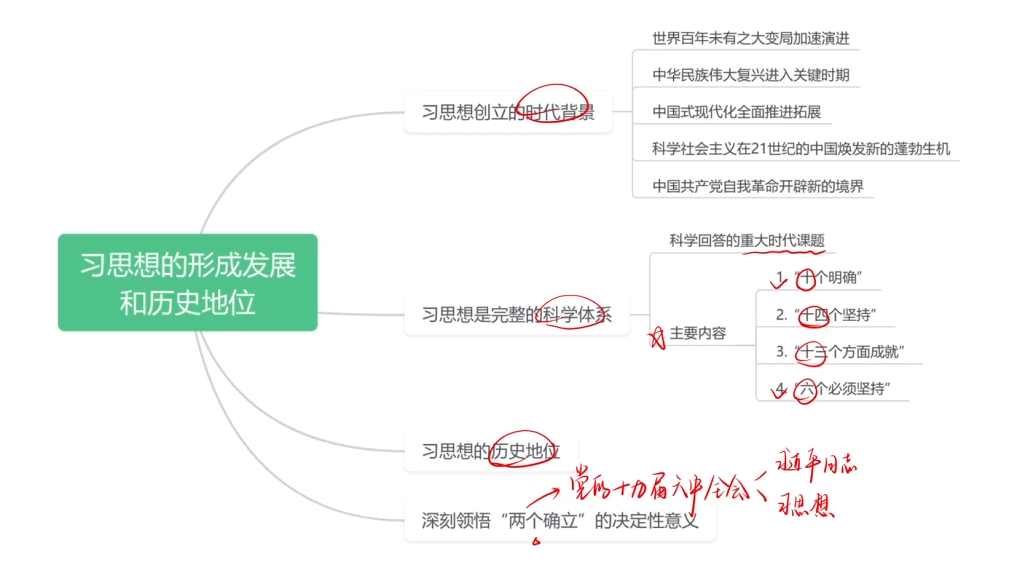 世界百年未有之大变局加速演进
中华民族伟大复兴进入关键时期
习思想创立的时代背景
中国式现代化全面推进拓展
科学社会主义在21世纪的中国焕发新的蓬勃生机
中国共产党自我革命开辟新的境界
科学回答的重大时代课题
习思想的形成发展
和历史地位
习思想是完整的科学体系
主要内容
1.“十个明确”
2.“十四个坚持”
3.“十三个方面成就”
4.“六个必须坚持”
习思想的历史地位
党的十九届六中全会
习近平同志
习思想
深刻领悟“两个确立”的决定性意义